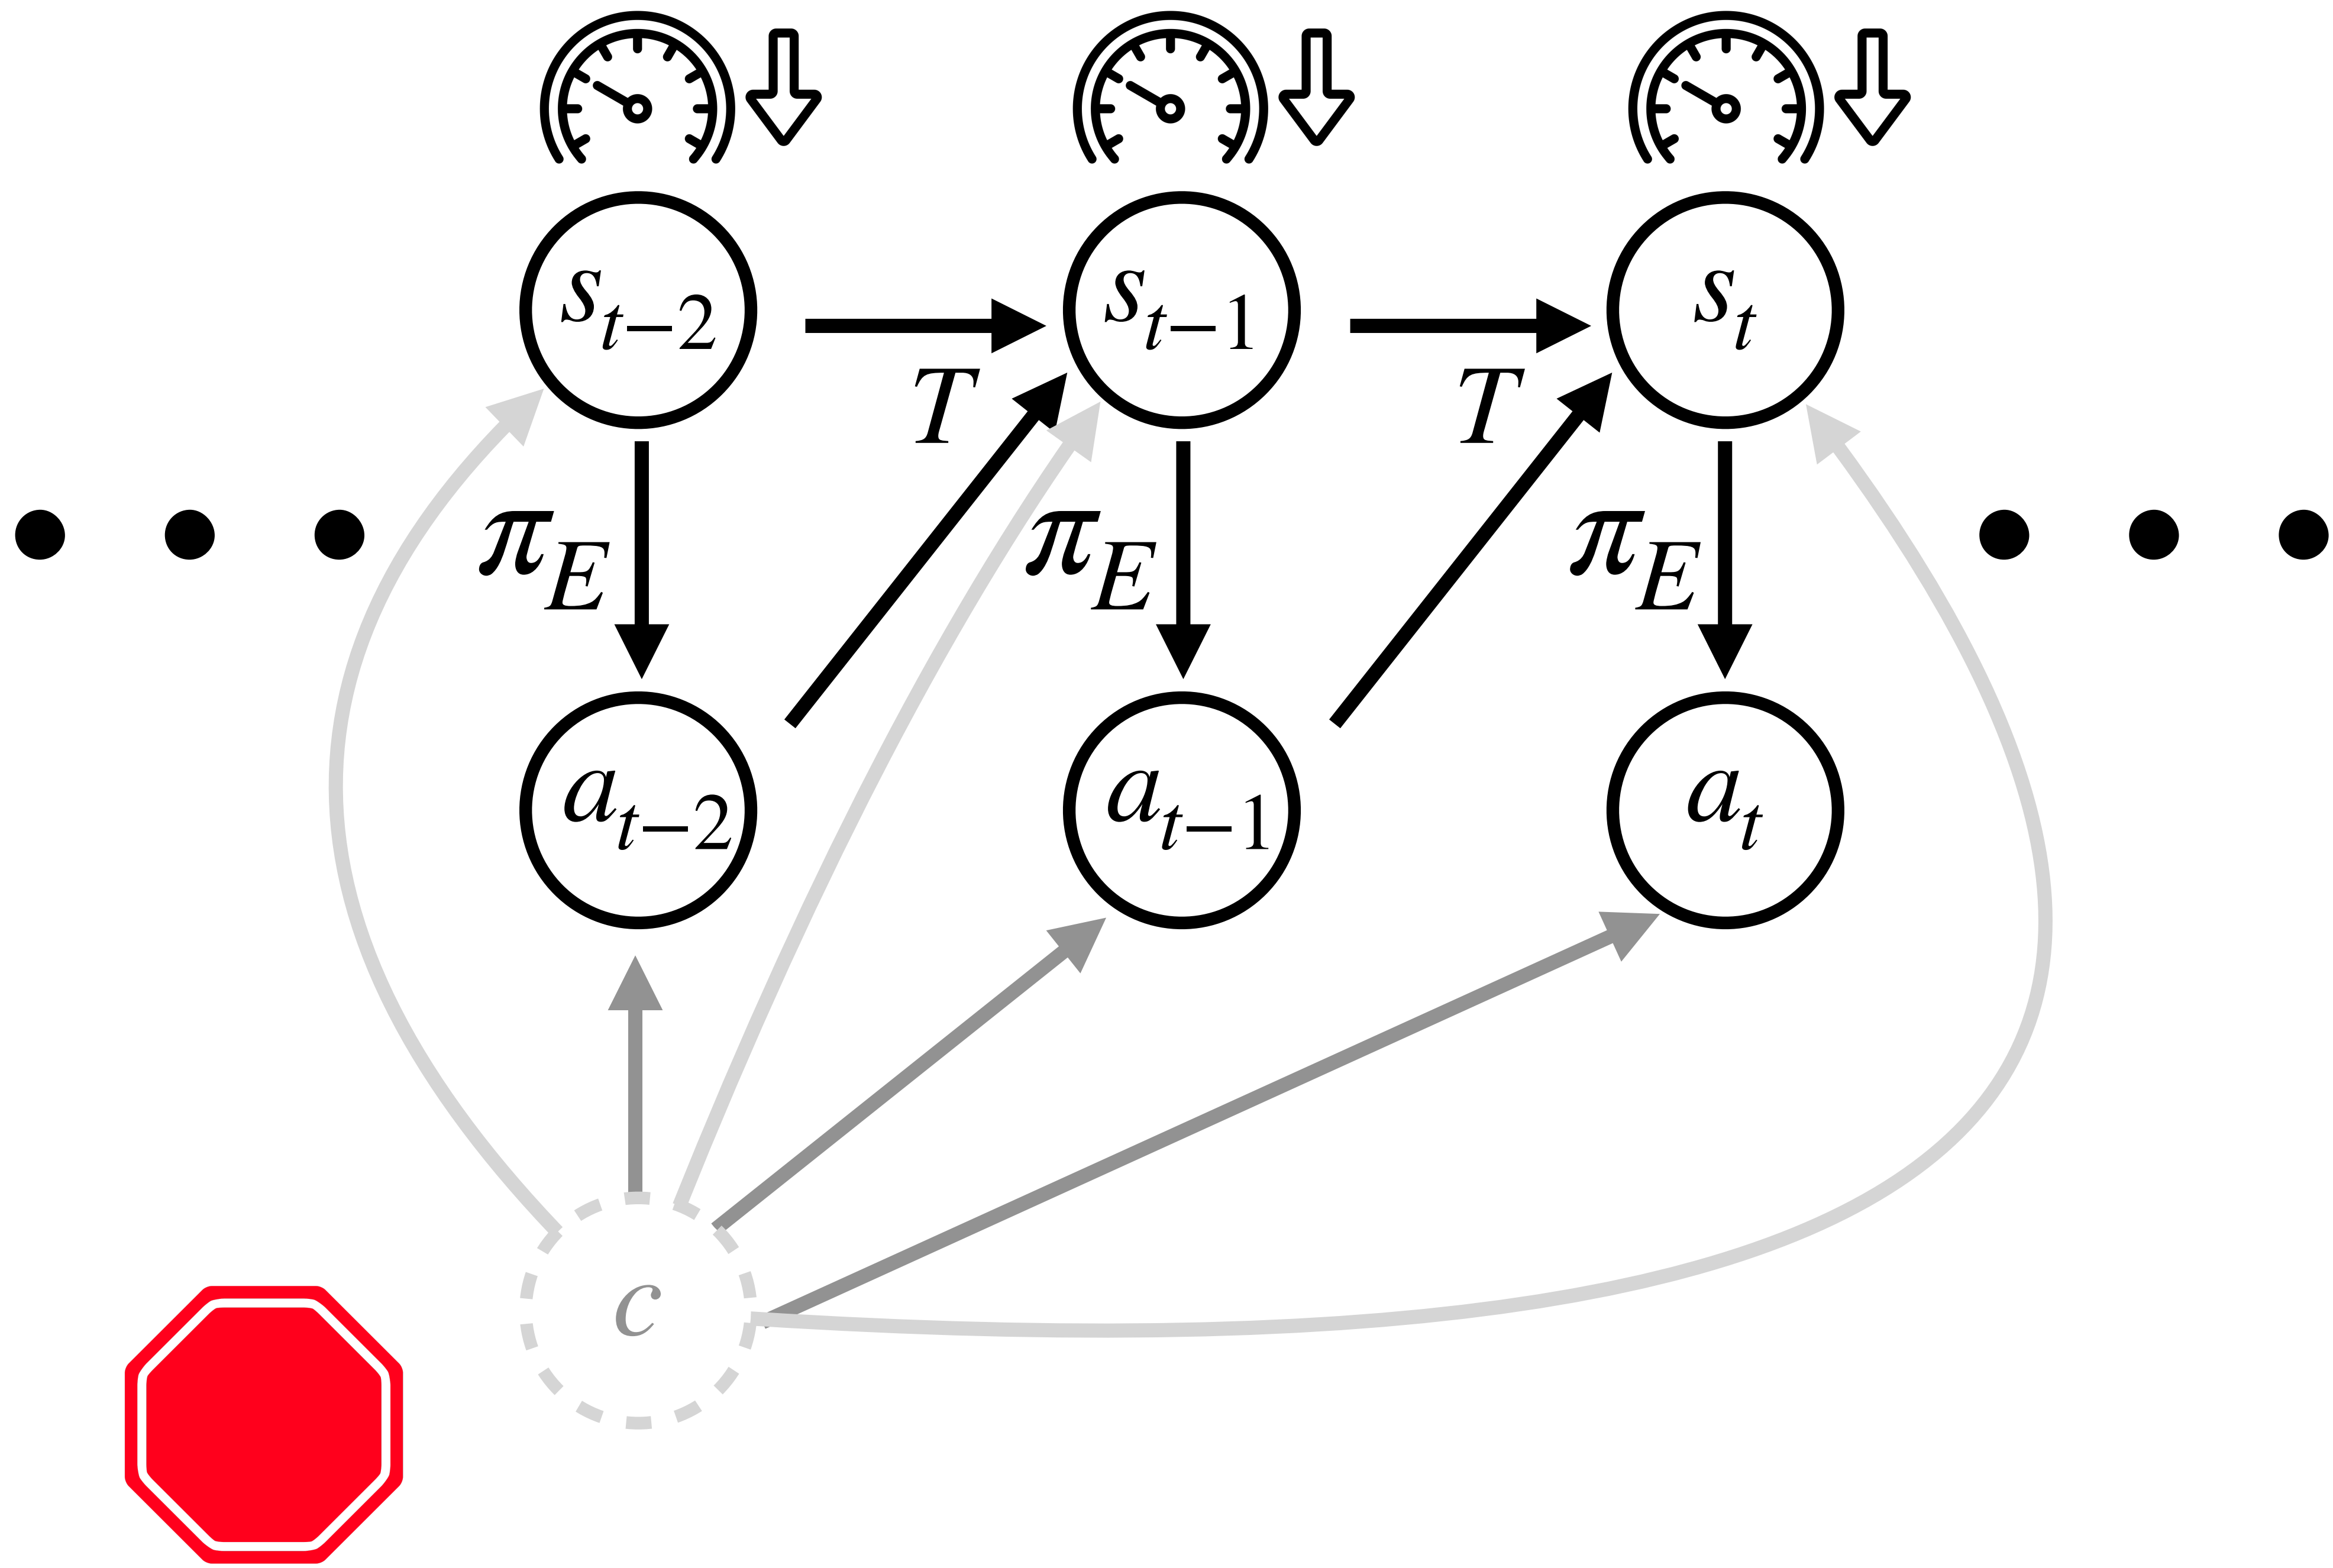 s_{t−2} s_{t−1} s_t
T T
π_E π_E π_E
a_{t−2} a_{t−1} a_t
c